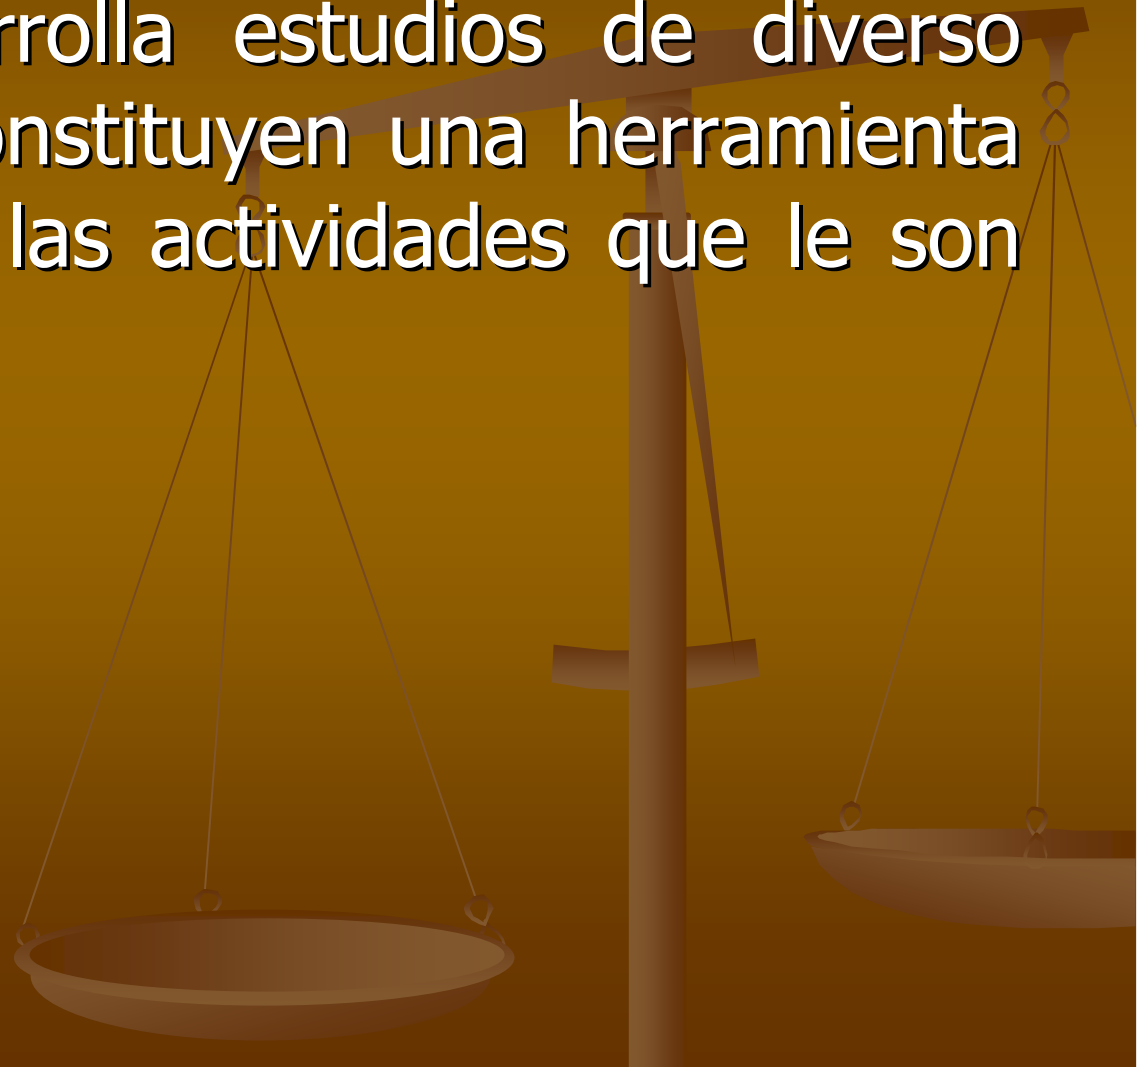 rrolla estudios de diverso
onstituyen una herramienta
las actividades que le son